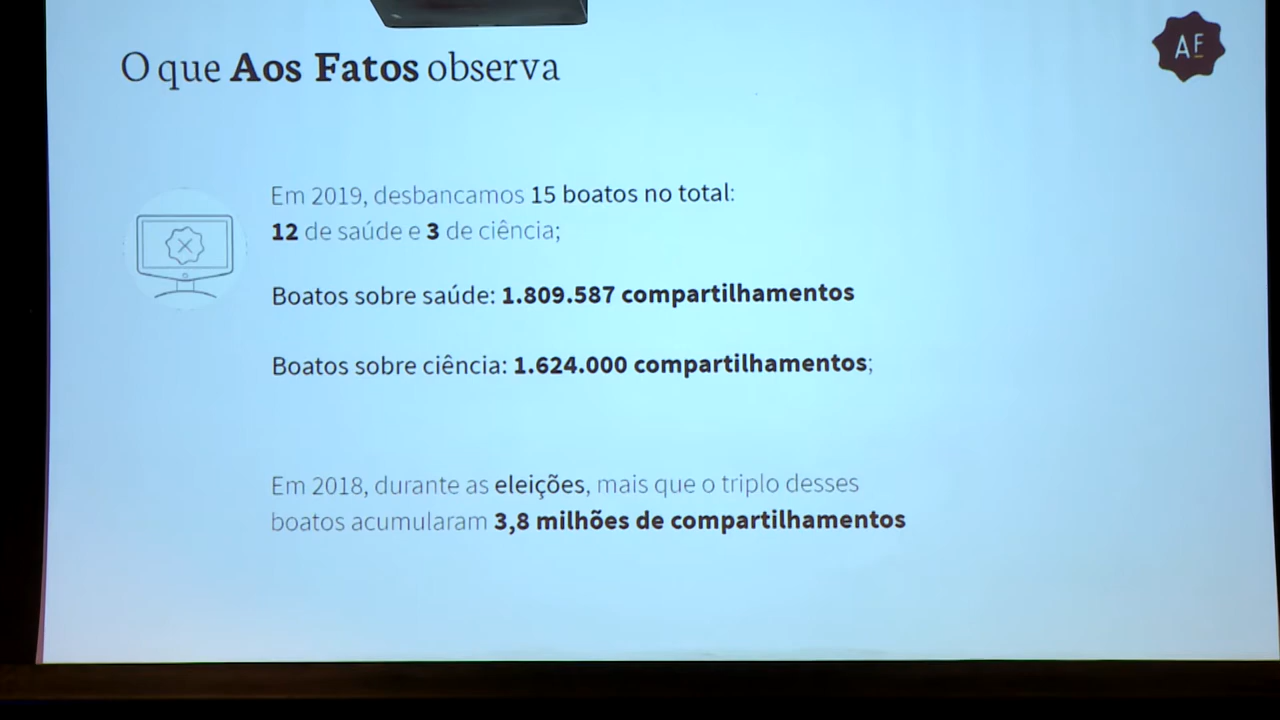 O que Aos Fatos observa
AF
Em 2019, desbancamos 15 boatos no total:
12 de saúde e 3 de ciência;
Boatos sobre saúde: 1.809.587 compartilhamentos
Boatos sobre ciência: 1.624.000 compartilhamentos;
Em 2018, durante as eleições, mais que o triplo desses
boatos acumularam 3,8 milhões de compartilhamentos